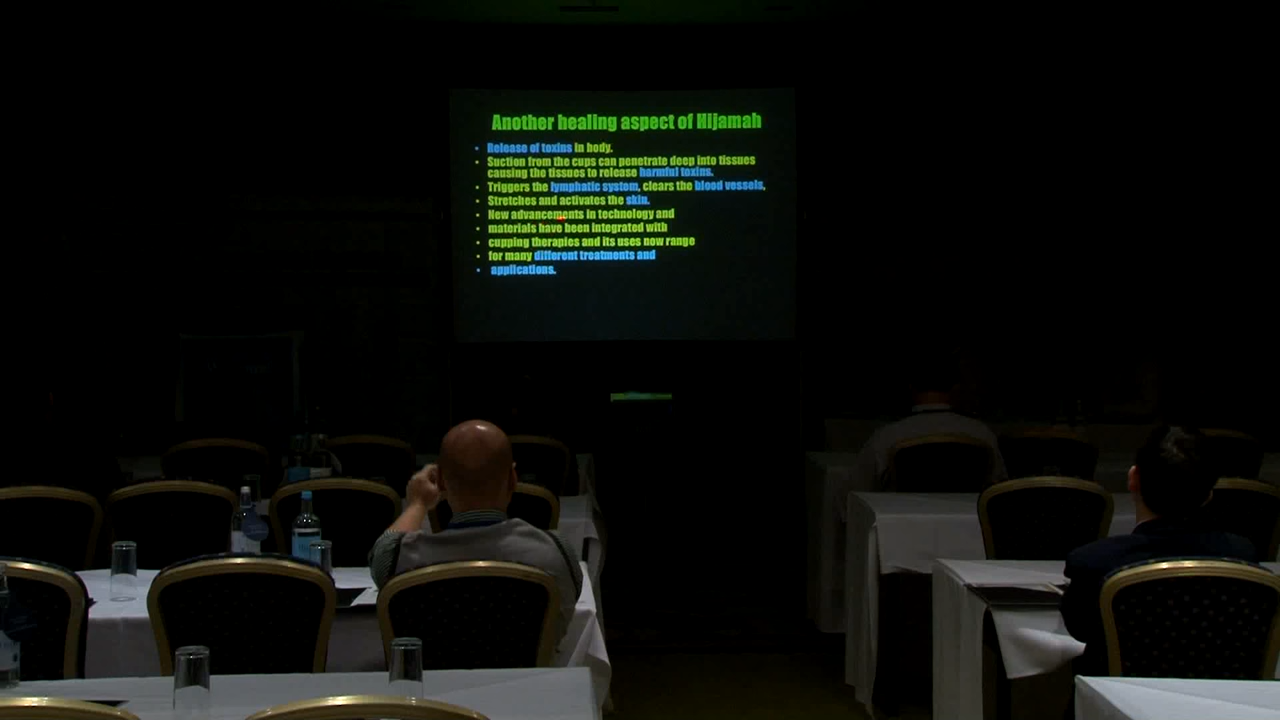 Another healing aspect of Hijamah
• Release of toxins in body.
• Suction from the cups can penetrate deep into tissues
causing the tissues to release harmful toxins.
• Triggers the lymphatic system, clears the blood vessels,
• Stretches and activates the skin.
• New advancements in technology and
• materials have been integrated with
• cupping therapies and its uses now range
• for many different treatments and
• applications.